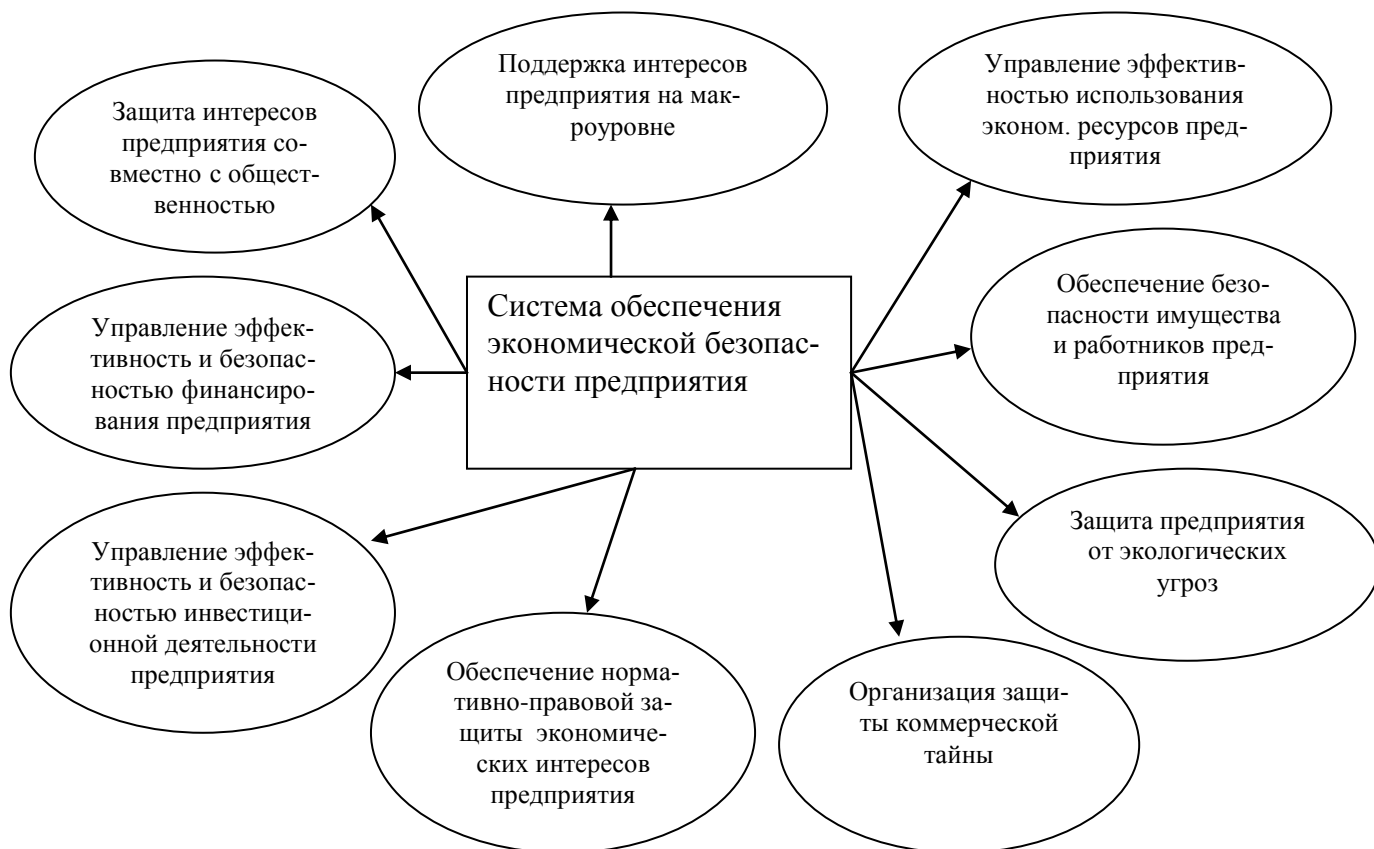 Поддержка интересов
предприятия на мак-
роуровне
Управление эффектив-
ностью использования
эконом. ресурсов пред-
приятия
Защита интересов
предприятия со-
вместно с общест-
венностью
Обеспечение безо-
пасности имущества
и работников пред-
приятия
Система обеспечения
экономической безопас-
ности предприятия
Управление эффек-
тивность и безопас-
ностью финансиро-
вания предприятия
Защита предприятия
от экологических
угроз
Управление эффек-
тивность и безопас-
ностью инвестици-
онной деятельности
предприятия
Обеспечение норма-
тивно-правовой за-
щиты экономиче-
ских интересов
предприятия
Организация защи-
ты коммерческой
тайны